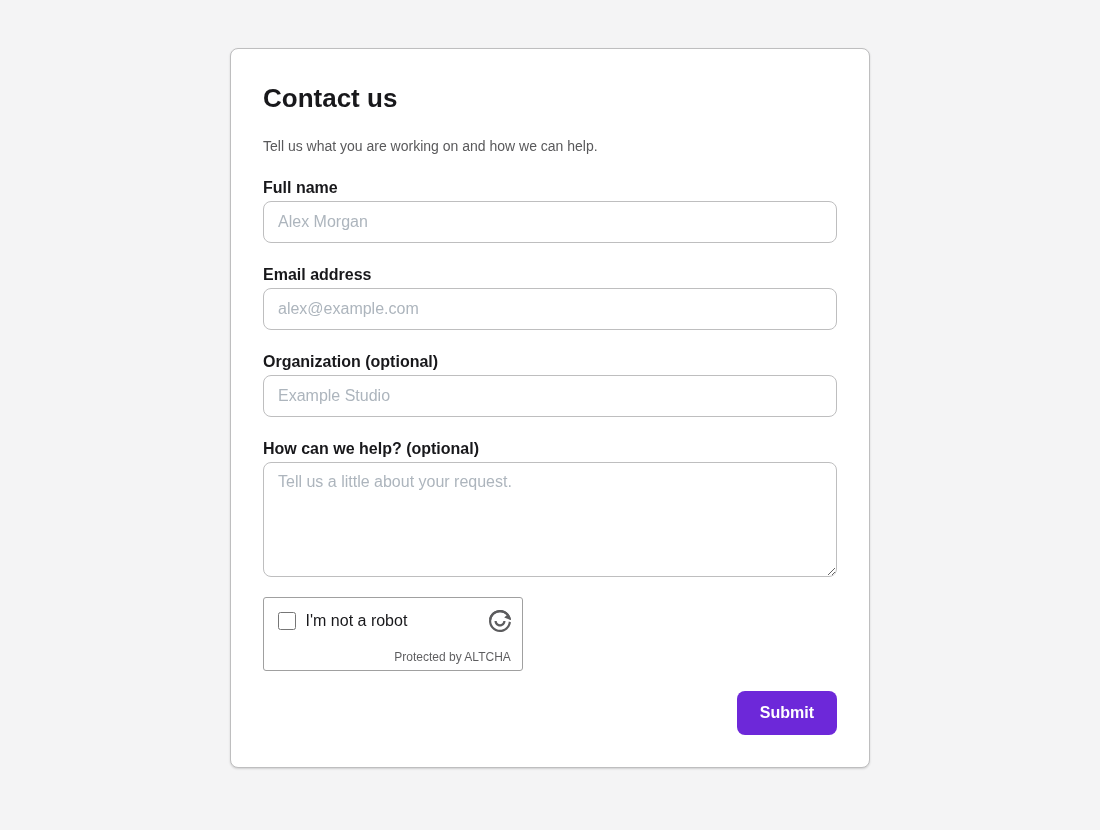 Contact us
Tell us what you are working on and how we can help.
Full name
Alex Morgan
Email address
alex@example.com
Organization (optional)
Example Studio
How can we help? (optional)
Tell us a little about your request.
I'm not a robot
Protected by ALTCHA
Submit